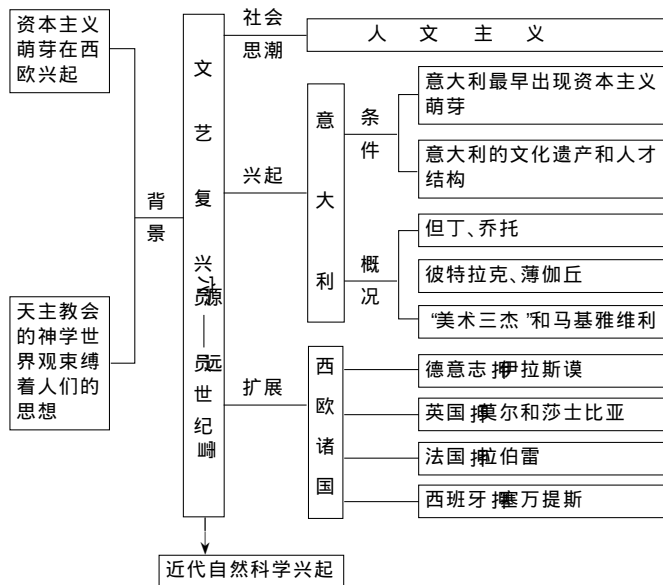 资本主义
萌芽在西
欧兴起
天主教会
的神学世
界观束缚
着人们的
思想
背
景
文
艺
复
兴
世
纪
社会
思潮
人文主义
兴起
意
大
利
条
件
意大利最早出现资本主义
萌芽
意大利的文化遗产和人才
结构
概
况
但丁、乔托
彼特拉克、薄伽丘
“美术三杰”和马基雅维利
扩展
西
欧
诸
国
德意志 伊拉斯谟
英国 莫尔和莎士比亚
法国 拉伯雷
西班牙 塞万提斯
近代自然科学兴起